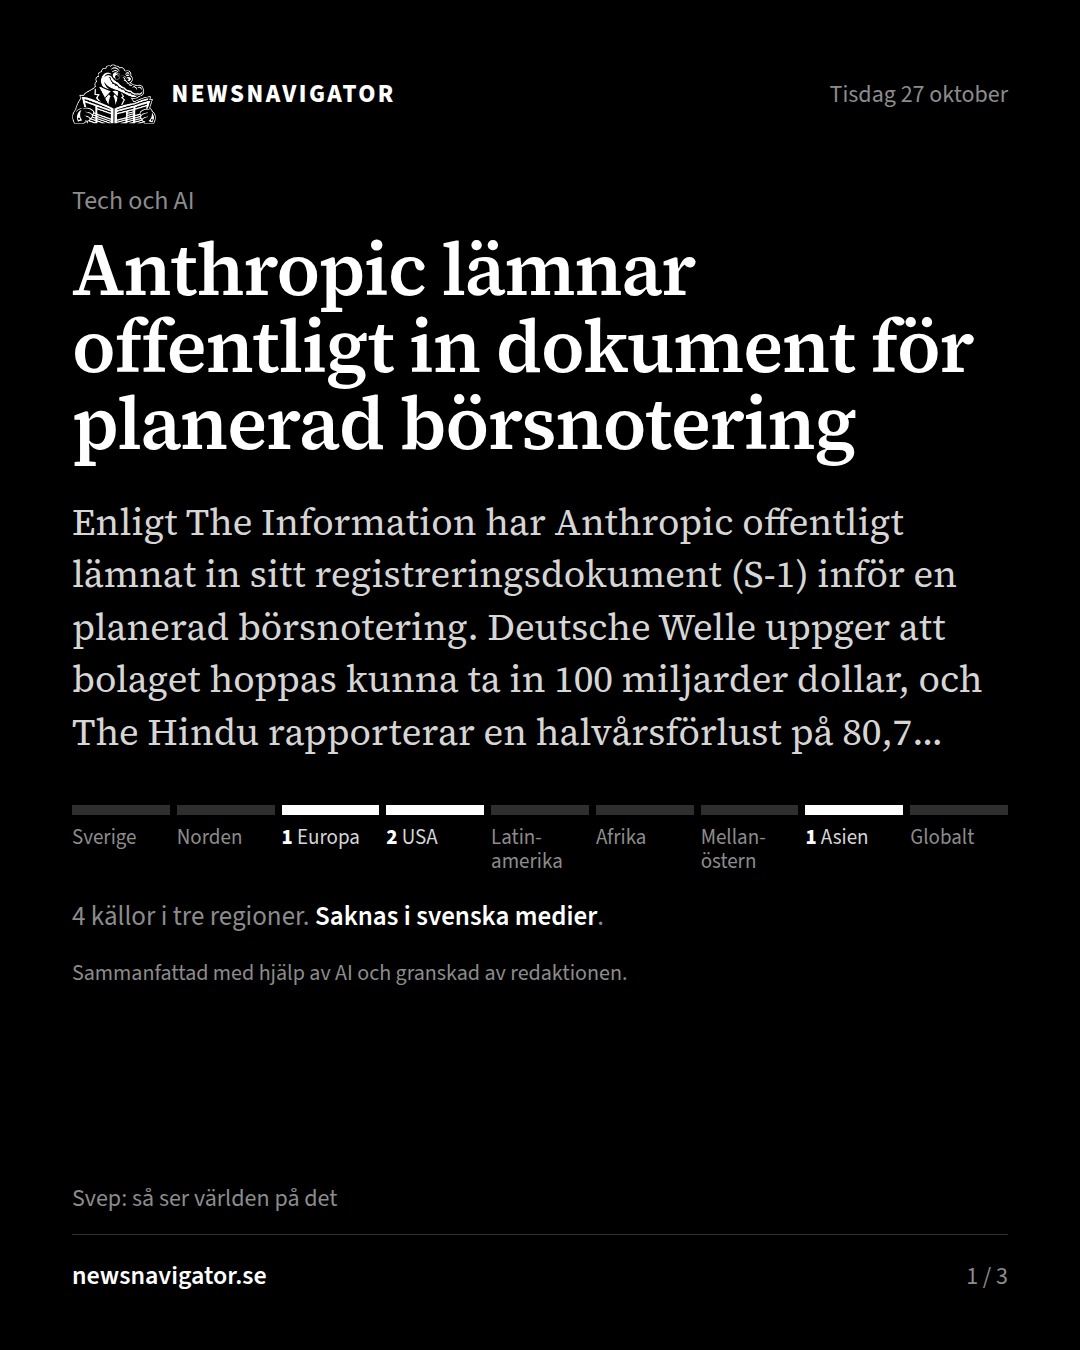 NEWSNAVIGATOR
Tisdag 27 oktober
Tech och AI
Anthropic lämnar
offentligt in dokument för
planerad börsnotering
Enligt The Information har Anthropic offentligt
lämnat in sitt registreringsdokument (S-1) inför en
planerad börsnotering. Deutsche Welle uppger att
bolaget hoppas kunna ta in 100 miljarder dollar, och
The Hindu rapporterar en halvårsförlust på 80,7...
Sverige
Norden
1 Europa
2 USA
Latin-
amerika
Afrika
Mellan-
östern
1 Asien
Globalt
4 källor i tre regioner. Saknas i svenska medier.
Sammanfattad med hjälp av AI och granskad av redaktionen.
Svep: så ser världen på det
newsnavigator.se
1 / 3